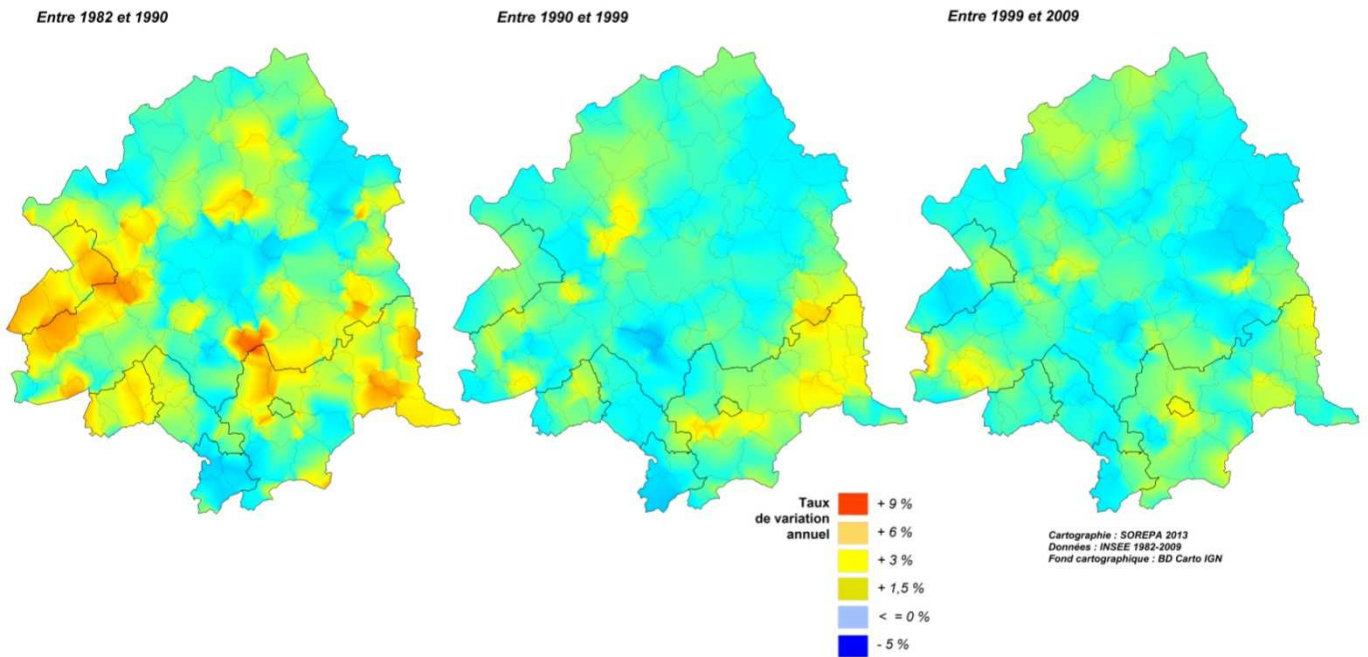 Entre 1982 et 1990
Entre 1990 et 1999
Entre 1999 et 2009
Taux
de variation
annuel
+ 9 %
+ 6 %
+ 3 %
+ 1,5 %
< = 0 %
- 5 %
Cartographie : SOREPA 2013
Données : INSEE 1982-2009
Fond cartographique : BD Carto IGN